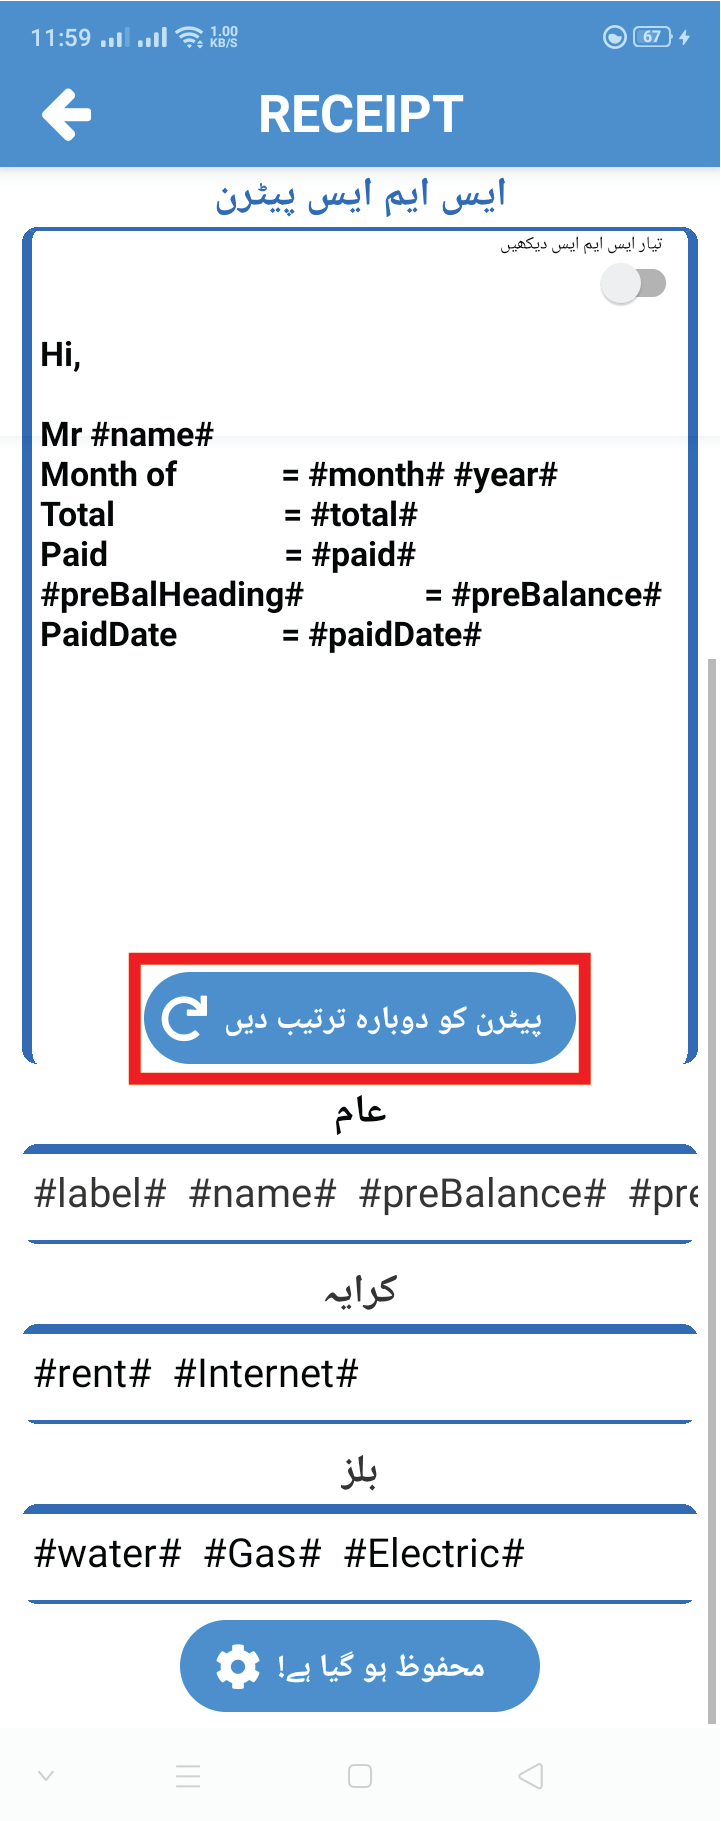 11:59 1.00 KB/S 67
RECEIPT
ایس ایم ایس پیٹرن
تیار ایس ایم ایس دیکھیں
Hi,
Mr #name#
Month of = #month# #year#
Total = #total#
Paid = #paid#
#preBalHeading# = #preBalance#
PaidDate = #paidDate#
پیٹرن کو دوبارہ ترتیب دیں
عام
#label# #name# #preBalance# #pre
کرایہ
#rent# #Internet#
بلز
#water# #Gas# #Electric#
محفوظ ہو گیا ہے!